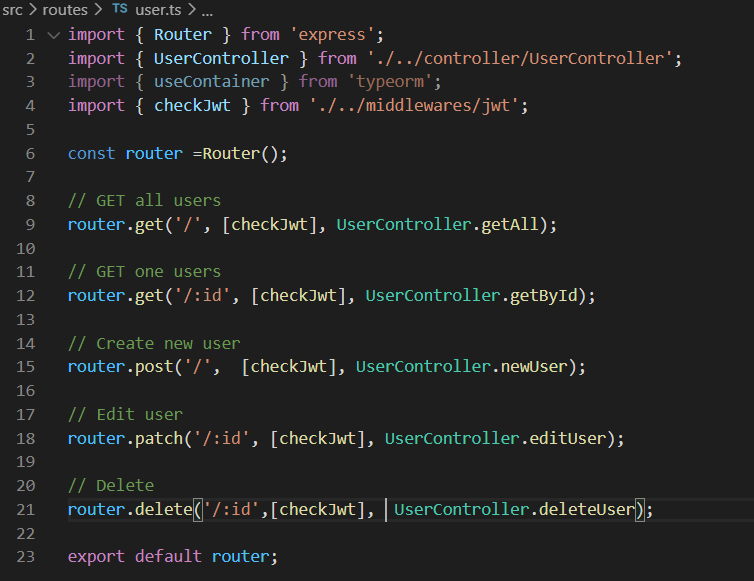 src > routes > TS user.ts > ...
1 import { Router } from 'express';
2 import { UserController } from './../controller/UserController';
3 import { useContainer } from 'typeorm';
4 import { checkJwt } from './../middlewares/jwt';
5
6 const router =Router();
7
8 // GET all users
9 router.get('/', [checkJwt], UserController.getAll);
10
11 // GET one users
12 router.get('/:id', [checkJwt], UserController.getById);
13
14 // Create new user
15 router.post('/',  [checkJwt], UserController.newUser);
16
17 // Edit user
18 router.patch('/:id', [checkJwt], UserController.editUser);
19
20 // Delete
21 router.delete('/:id',[checkJwt],  UserController.deleteUser);
22
23 export default router;